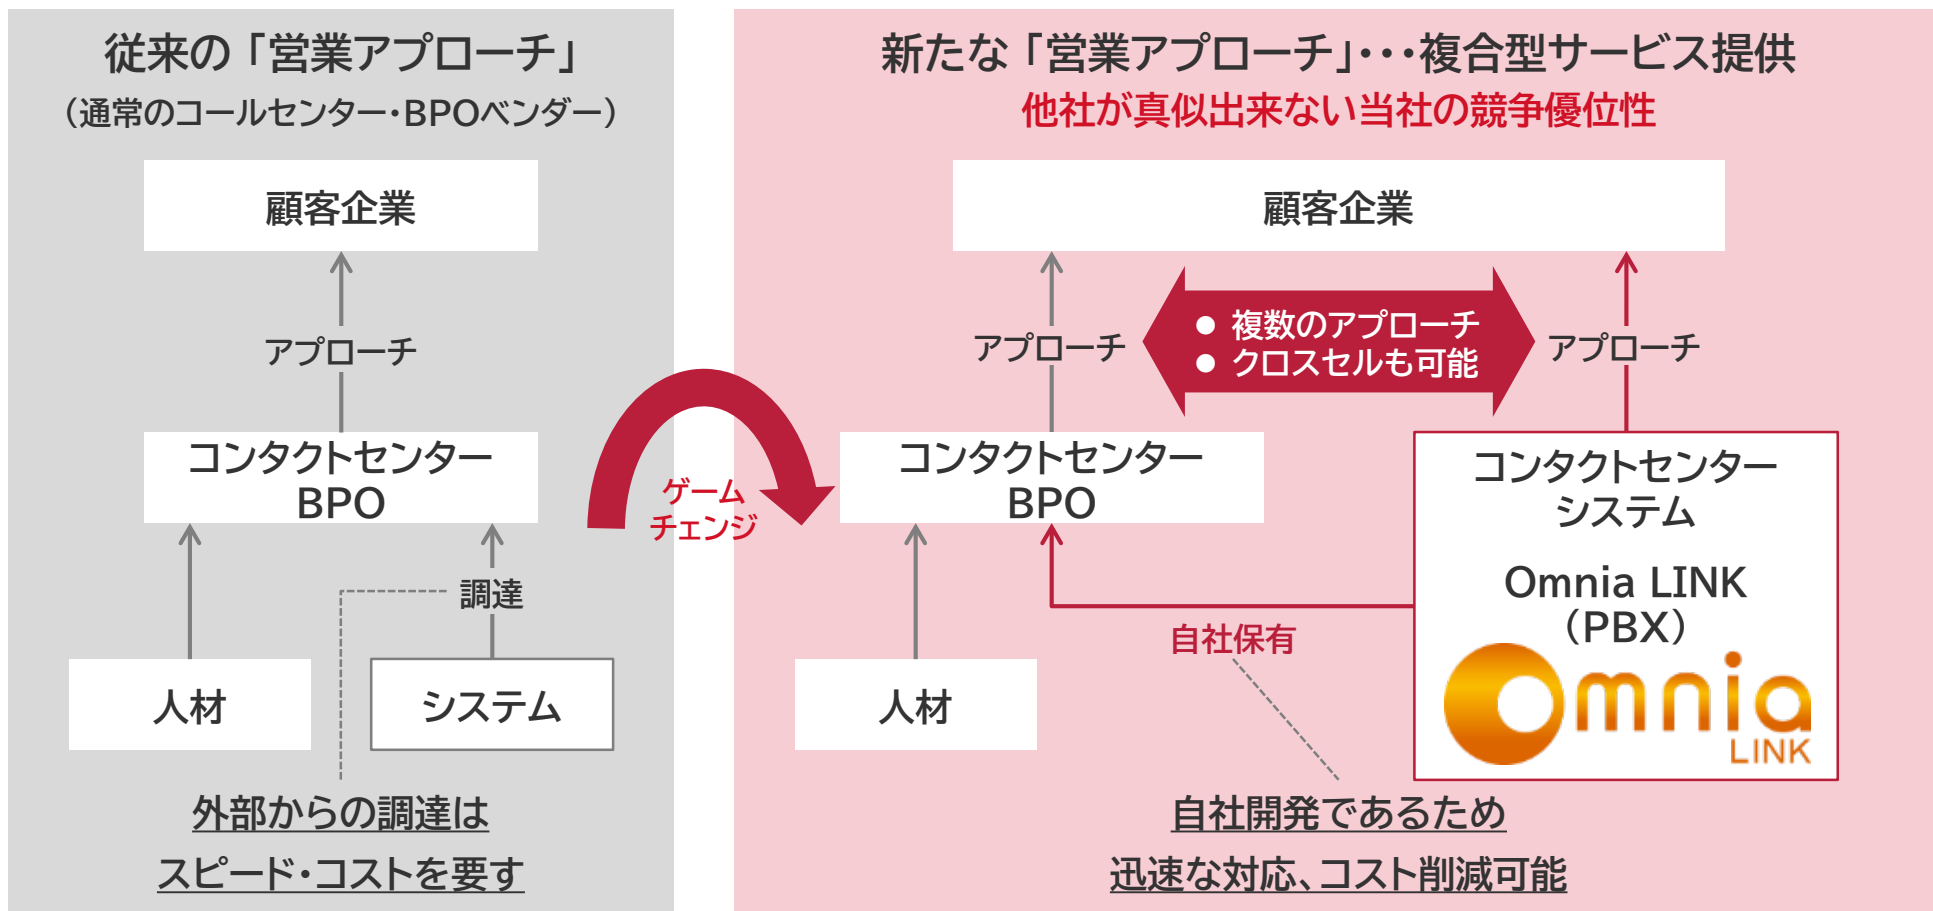 従来の「営業アプローチ」
（通常のコールセンター・BPOベンダー）
顧客企業
アプローチ
コンタクトセンター
BPO
調達
人材
システム
外部からの調達は
スピード・コストを要す
ゲーム
チェンジ
新たな「営業アプローチ」・・・複合型サービス提供
他社が真似出来ない当社の競争優位性
顧客企業
アプローチ
● 複数のアプローチ
● クロスセルも可能
アプローチ
コンタクトセンター
BPO
コンタクトセンター
システム
Omnia LINK
（PBX）
Omnia
LINK
自社保有
人材
自社開発であるため
迅速な対応、コスト削減可能